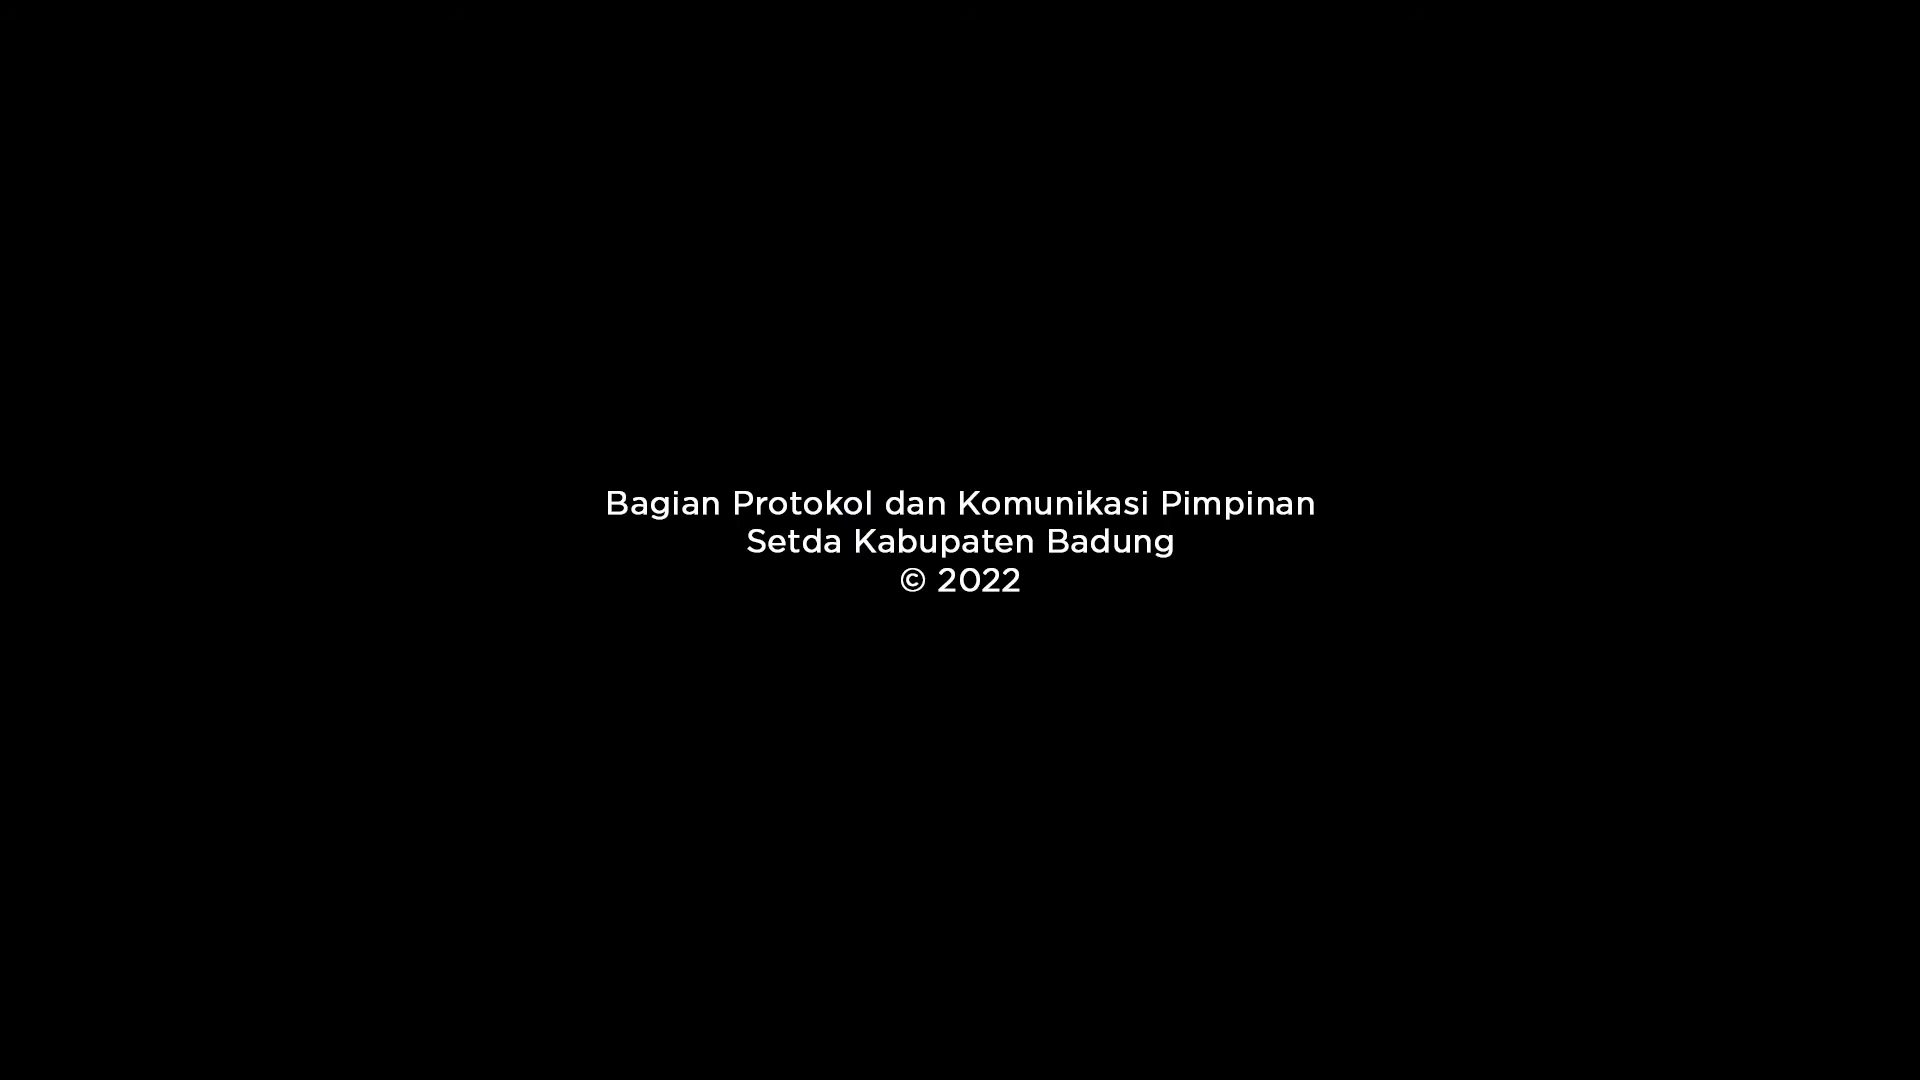 Bagian Protokol dan Komunikasi Pimpinan
Setda Kabupaten Badung
© 2022